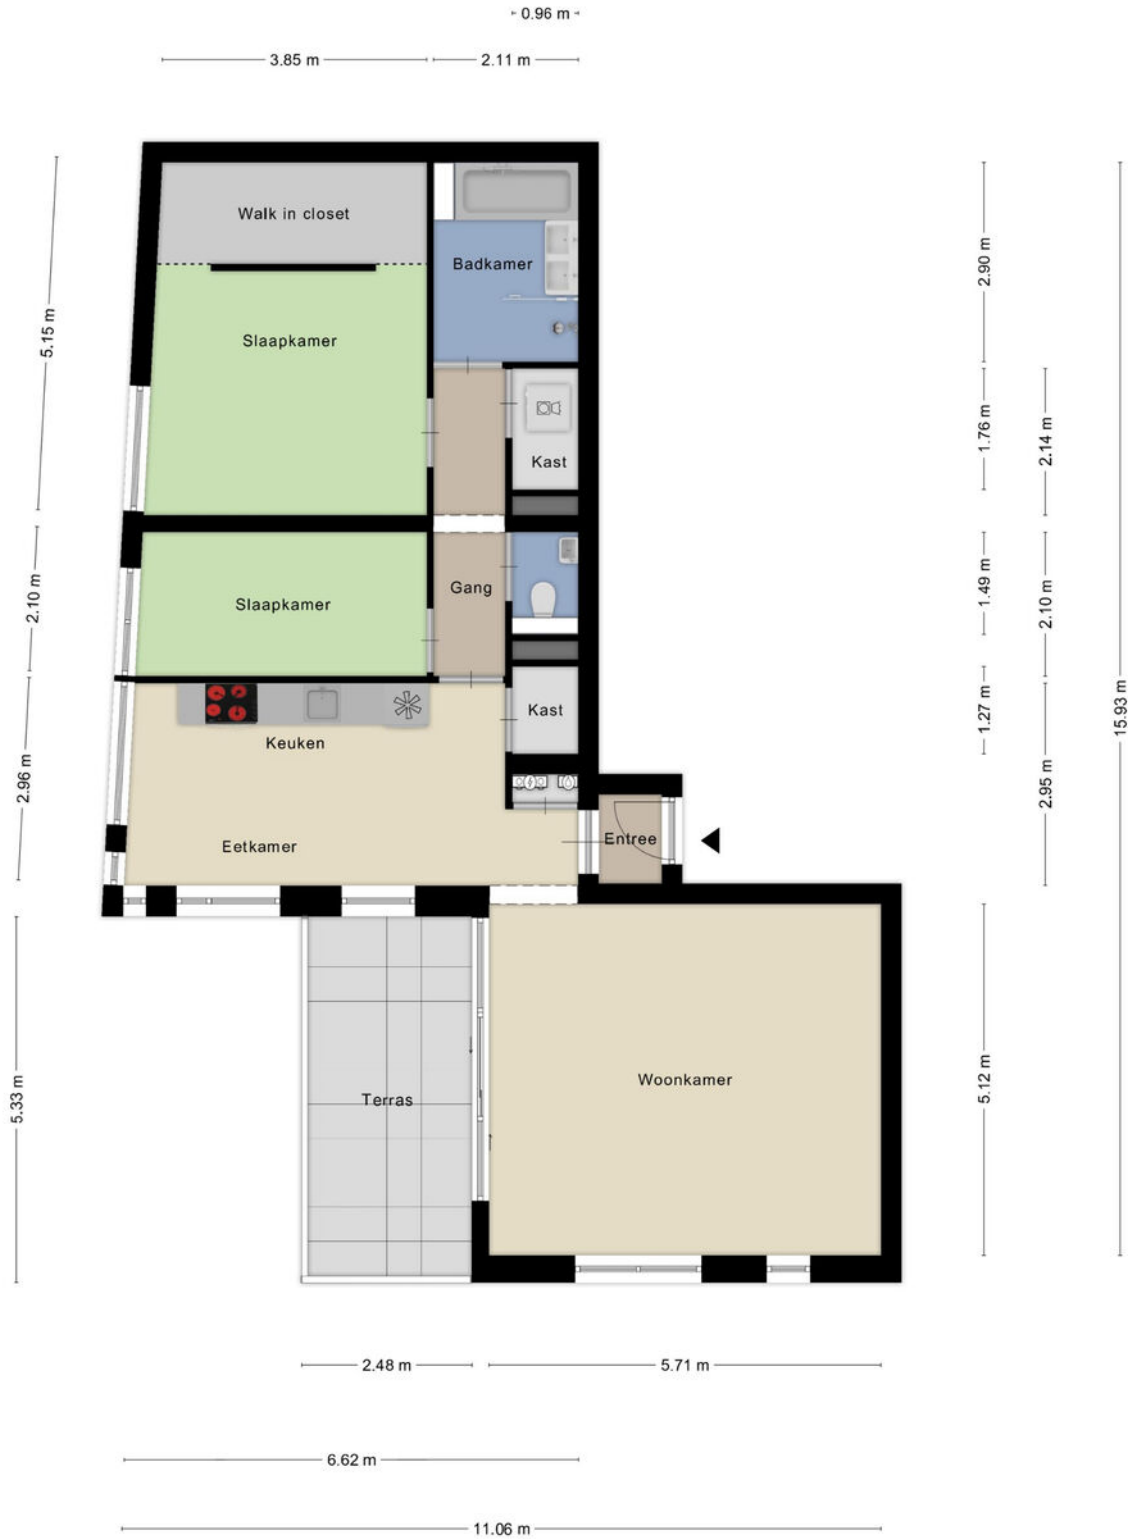 0.96 m
3.85 m
2.11 m
Walk in closet
Badkamer
2.90 m
5.15 m
Slaapkamer
1.76 m
2.14 m
Kast
Gang
1.49 m
2.10 m
2.10 m
Slaapkamer
Kast
1.27 m
15.93 m
Keuken
2.96 m
2.95 m
Entree
Eetkamer
Woonkamer
5.12 m
5.33 m
Terras
2.48 m
5.71 m
6.62 m
11.06 m